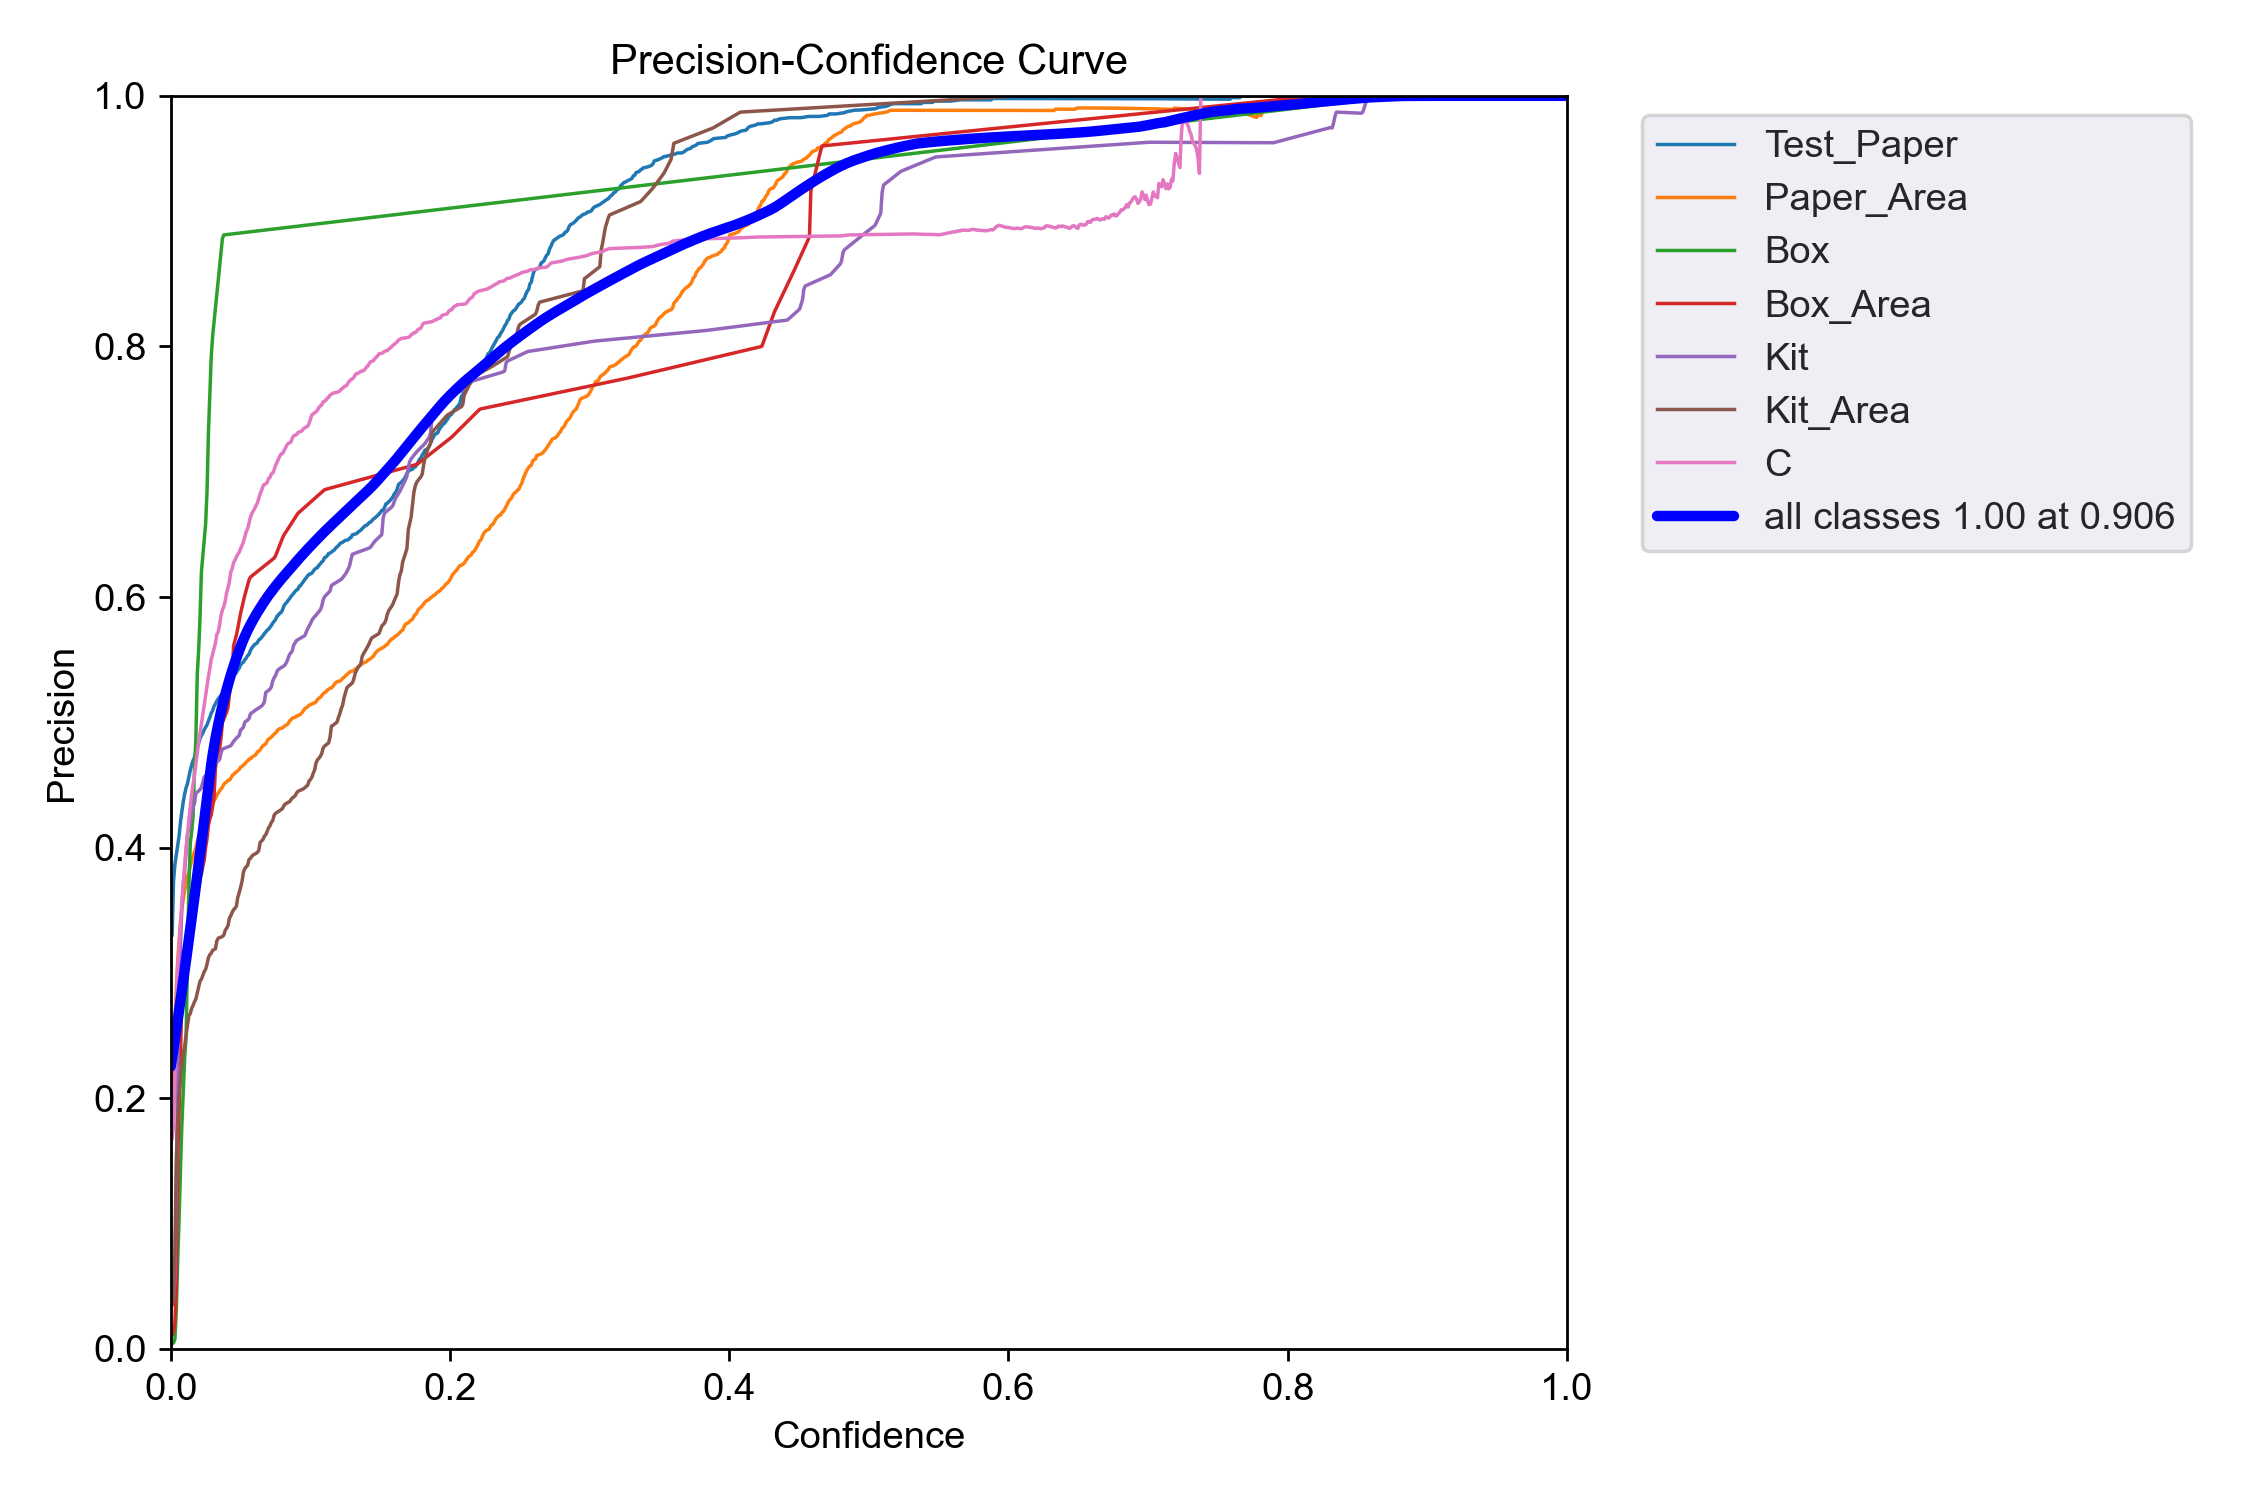 Precision-Confidence Curve
1.0
0.8
0.6
0.4
0.2
0.0
Precision
0.0 0.2 0.4 0.6 0.8 1.0
Confidence
Test_Paper
Paper_Area
Box
Box_Area
Kit
Kit_Area
C
all classes 1.00 at 0.906